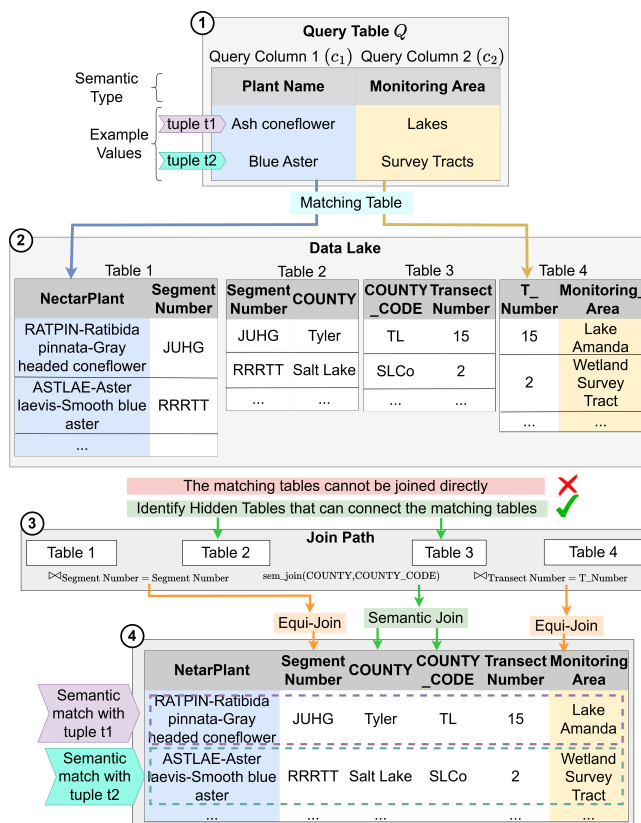 1
Query Table Q
Query Column 1 (c1) Query Column 2 (c2)
Semantic
Type
Plant Name Monitoring Area
Example
Values
tuple t1 Ash coneflower Lakes
tuple t2 Blue Aster Survey Tracts
Matching Table
2
Data Lake
Table 1
NectarPlant Segment
Number
RATPIN-Ratibida
pinnata-Gray
headed coneflower
JUHG
ASTLAE-Aster
laevis-Smooth blue
aster
RRRTT
...
Table 2
Segment
Number
COUNTY
JUHG Tyler
RRRTT Salt Lake
... ...
Table 3
COUNTY
_CODE
Transect
Number
TL 15
SLCo 2
... ...
Table 4
T_
Number
Monitoring_
Area
15
Lake
Amanda
2
Wetland
Survey
Tract
... ...
The matching tables cannot be joined directly
Identify Hidden Tables that can connect the matching tables
3
Join Path
Table 1 Table 2 Table 3 Table 4
⋈Segment Number = Segment Number sem_join(COUNTY,COUNTY_CODE) ⋈Transect Number = T_Number
Equi-Join Semantic Join Equi-Join
4
NetarPlant
Segment
Number
COUNTY
COUNTY
_CODE
Transect
Number
Monitoring
Area
Semantic
match with
tuple t1
RATPIN-Ratibida
pinnata-Gray
headed coneflower
JUHG Tyler TL 15
Lake
Amanda
Semantic
match with
tuple t2
ASTLAE-Aster
laevis-Smooth blue
aster
RRRTT Salt Lake SLCo 2
Wetland
Survey
Tract
... ... ... ... ... ...